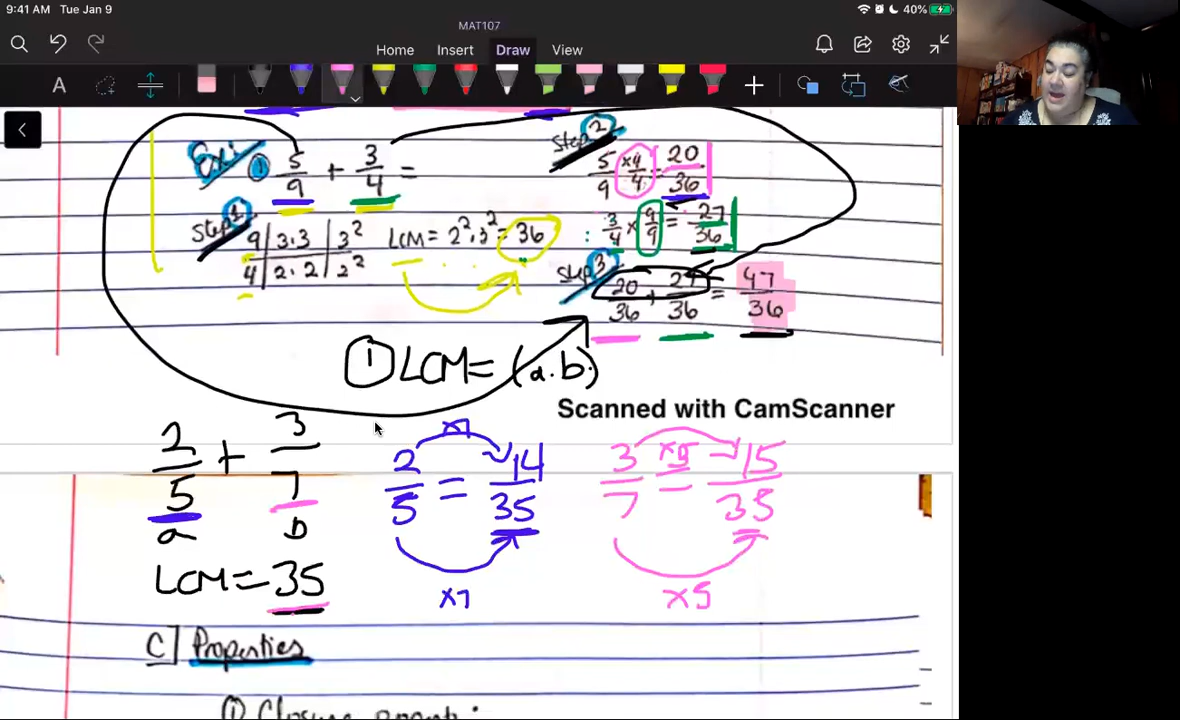 9:41 AM Tue Jan 9
40%
MAT107
Home Insert Draw View
Ex: ① 5/9 + 3/4 =
Step 1
9 | 3·3 | 3²
4 | 2·2 | 2²
LCM = 2²·3² = 36
Step 2
5/9 ×4/4 = 20/36
: 3/4 × 9/9 = 27/36
Step 3
20/36 + 27/36 = 47/36
① LCM = (a·b)
Scanned with CamScanner
2/5 + 3/7
a b
LCM = 35
×7
2/5 = 14/35
×7
×5
3/7 = 15/35
×5
C] Properties
① Closure